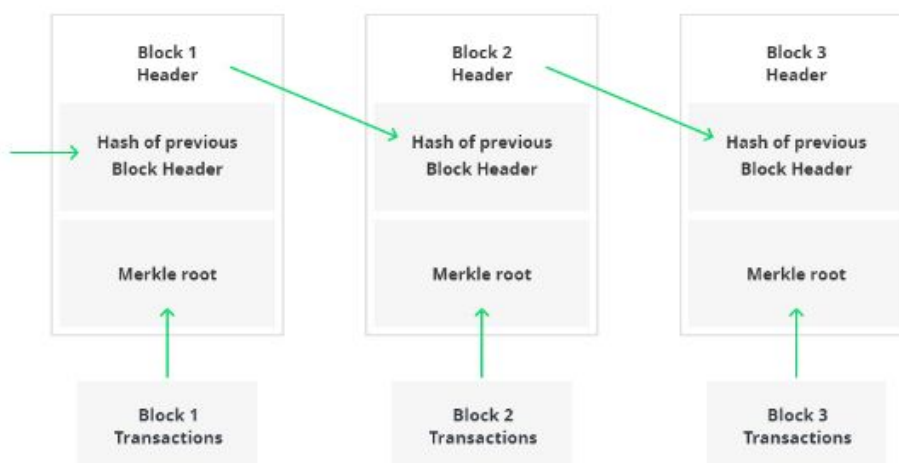 Block 1
Header
Hash of previous
Block Header
Merkle root
Block 1
Transactions
Block 2
Header
Hash of previous
Block Header
Merkle root
Block 2
Transactions
Block 3
Header
Hash of previous
Block Header
Merkle root
Block 3
Transactions